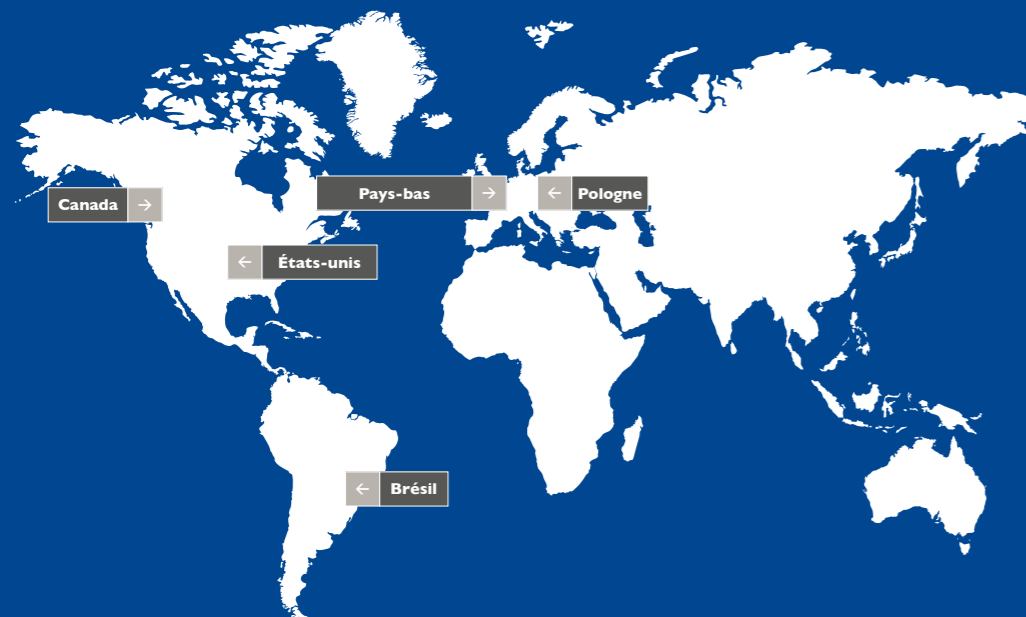 Pays-bas →
← Pologne
Canada →
← États-unis
← Brésil